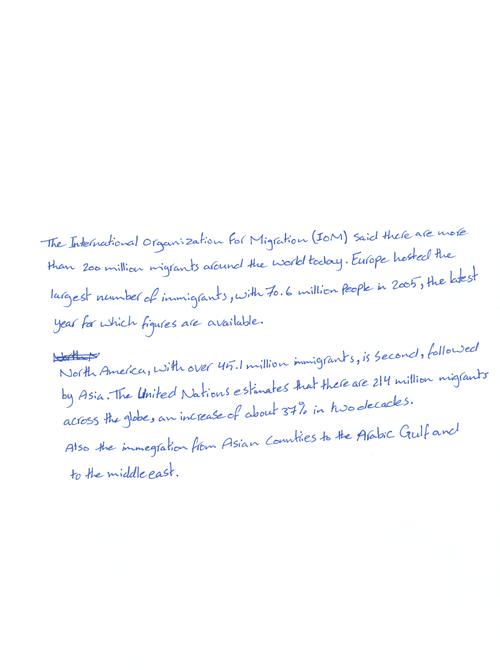 The International Organization For Migration (IOM) said there are more
than 200 million migrants around the world today. Europe hosted the
largest number of immigrants, with 70.6 million People in 2005, the latest
year for which figures are available.
North America, with over 45.1 million immigrants, is second, followed
by Asia. The United Nations estimates that there are 214 million migrants
across the globe, an increase of about 37% in two decades.
Also the immegration from Asian Counties to the Arabic Gulf and
to the middle east.